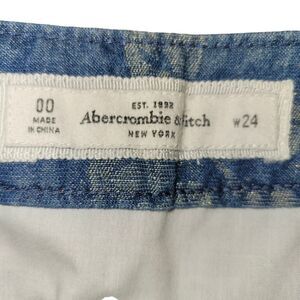 00
MADE
IN CHINA
EST. 1892
Abercrombie & Fitch
NEW YORK
W24